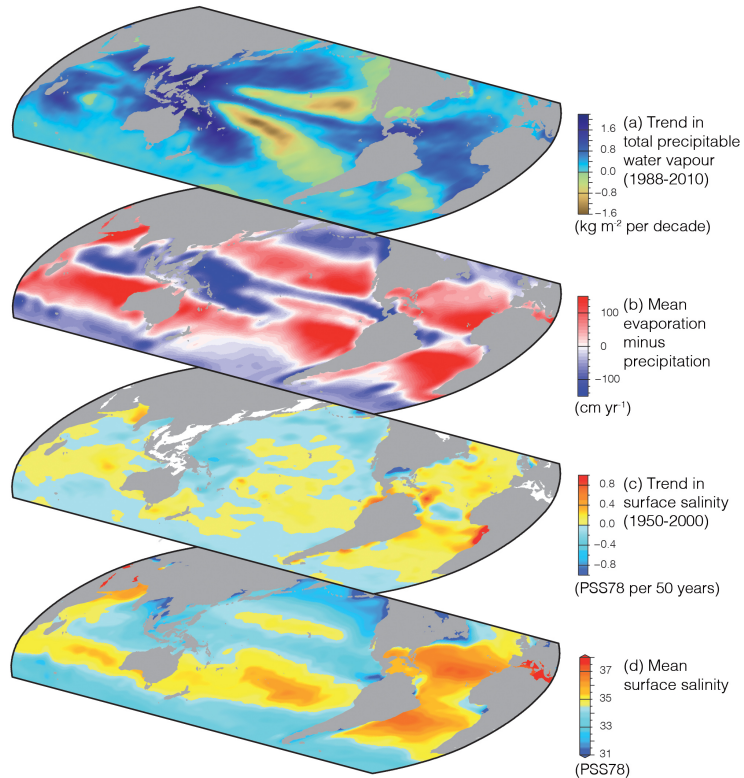 1.6
0.8
0.0
−0.8
−1.6
(a) Trend in
total precipitable
water vapour
(1988-2010)
(kg m-2 per decade)
100
0
−100
(b) Mean
evaporation
minus
precipitation
(cm yr-1)
0.8
0.4
0.0
−0.4
−0.8
(c) Trend in
surface salinity
(1950-2000)
(PSS78 per 50 years)
37
35
33
31
(d) Mean
surface salinity
(PSS78)